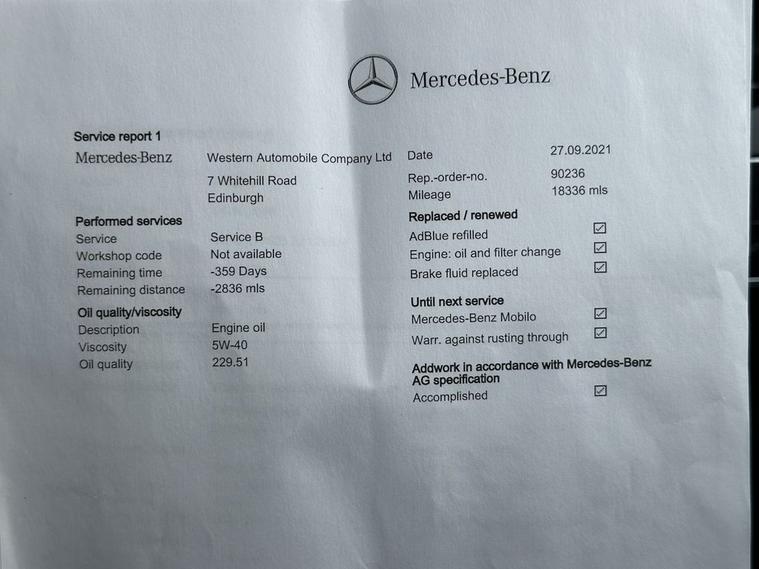 Mercedes-Benz
Service report 1
Mercedes-Benz Western Automobile Company Ltd
7 Whitehill Road
Edinburgh
Date 27.09.2021
Rep.-order-no. 90236
Mileage 18336 mls
Performed services
Service Service B
Workshop code Not available
Remaining time -359 Days
Remaining distance -2836 mls
Oil quality/viscosity
Description Engine oil
Viscosity 5W-40
Oil quality 229.51
Replaced / renewed
AdBlue refilled ☑
Engine: oil and filter change ☑
Brake fluid replaced ☑
Until next service
Mercedes-Benz Mobilo ☑
Warr. against rusting through ☑
Addwork in accordance with Mercedes-Benz
AG specification
Accomplished ☑